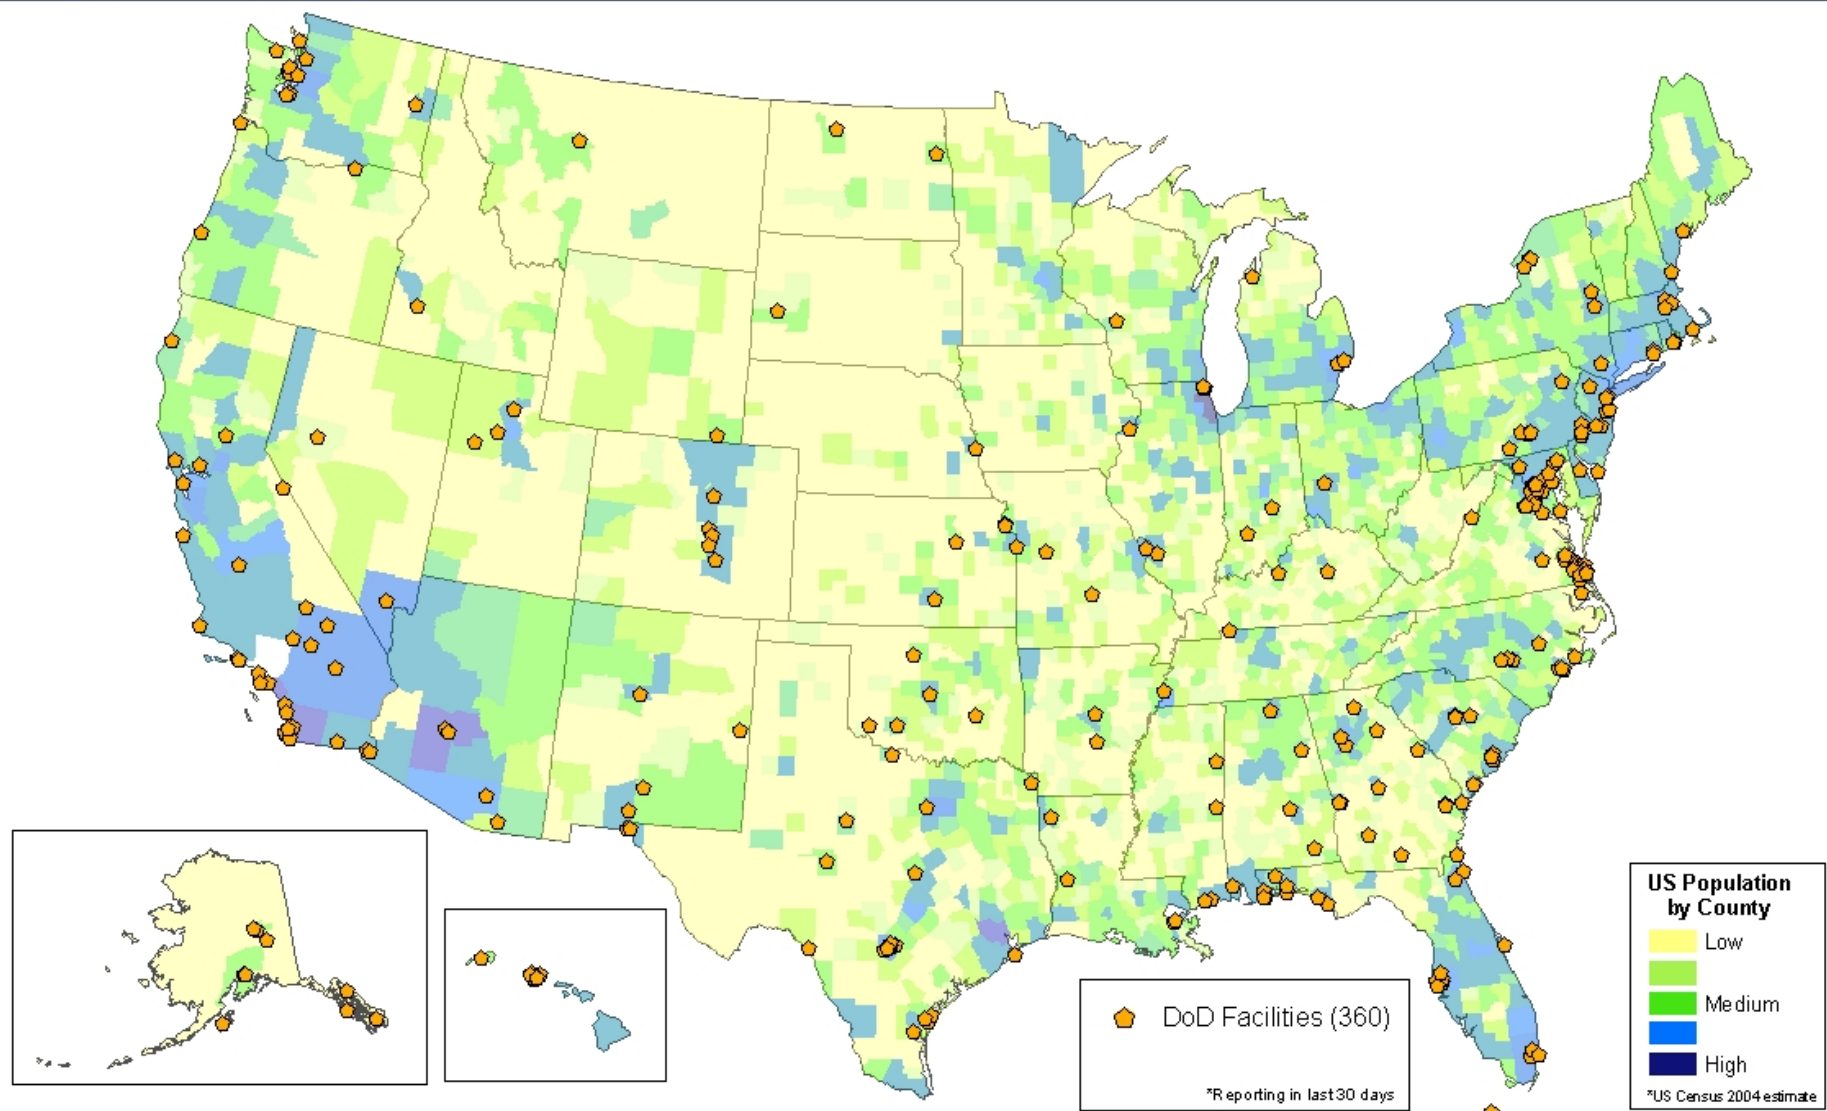 DoD Facilities (360)
*Reporting in last 30 days
US Population
by County
Low
Medium
High
*US Census 2004 estimate